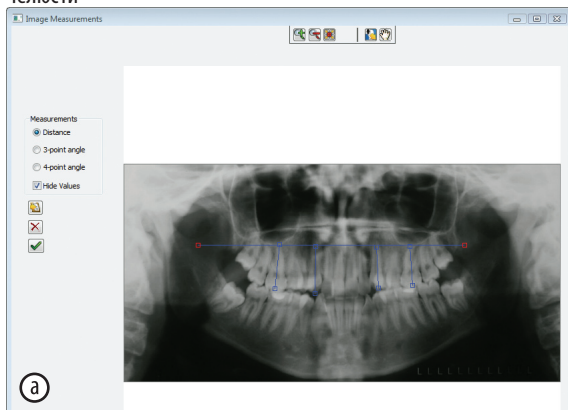 Image Measurements
Measurements
Distance
3-point angle
4-point angle
Hide Values
a